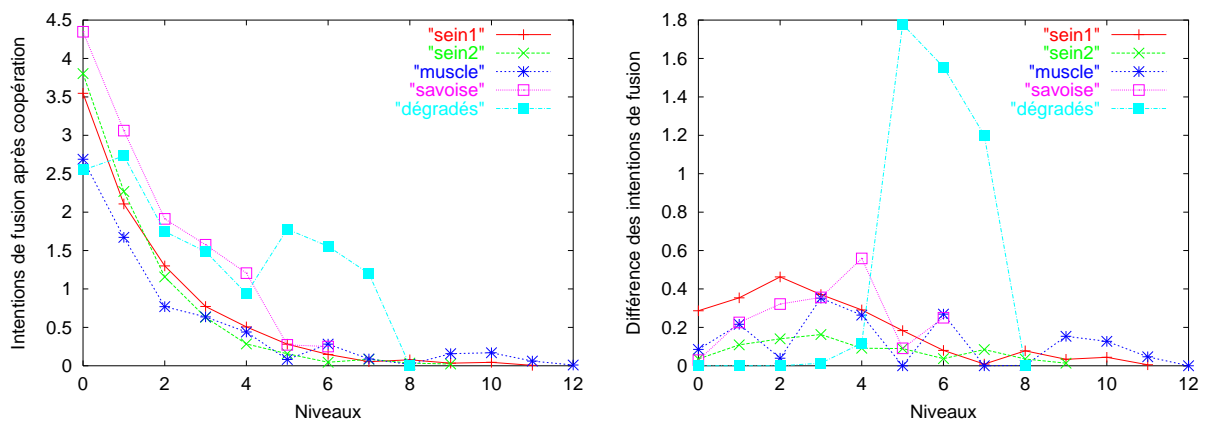 Intentions de fusion après coopération
4.5
4
3.5
3
2.5
2
1.5
1
0.5
0
0 2 4 6 8 10 12
Niveaux
"sein1"
"sein2"
"muscle"
"savoise"
"dégradés"
Différence des intentions de fusion
1.8
1.6
1.4
1.2
1
0.8
0.6
0.4
0.2
0
0 2 4 6 8 10 12
Niveaux
"sein1"
"sein2"
"muscle"
"savoise"
"dégradés"